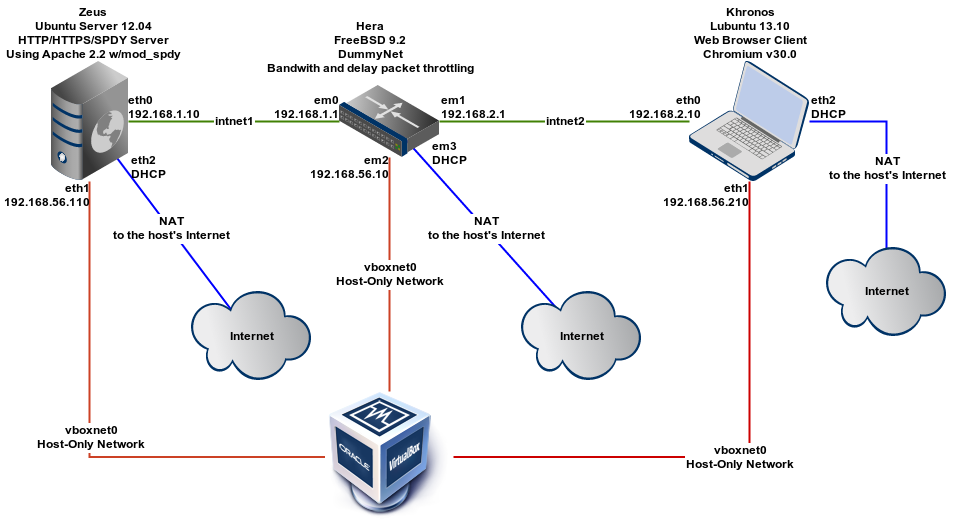 Zeus
Ubuntu Server 12.04
HTTP/HTTPS/SPDY Server
Using Apache 2.2 w/mod_spdy
Hera
FreeBSD 9.2
DummyNet
Bandwith and delay packet throttling
Khronos
Lubuntu 13.10
Web Browser Client
Chromium v30.0
eth0
192.168.1.10
intnet1
em0
192.168.1.1
em1
192.168.2.1
intnet2
eth0
192.168.2.10
eth2
DHCP
eth2
DHCP
eth1
192.168.56.110
em3
DHCP
em2
192.168.56.10
eth1
192.168.56.210
NAT
to the host's Internet
NAT
to the host's Internet
NAT
to the host's Internet
vboxnet0
Host-Only Network
Internet
Internet
Internet
vboxnet0
Host-Only Network
vboxnet0
Host-Only Network
ORACLE
VirtualBox